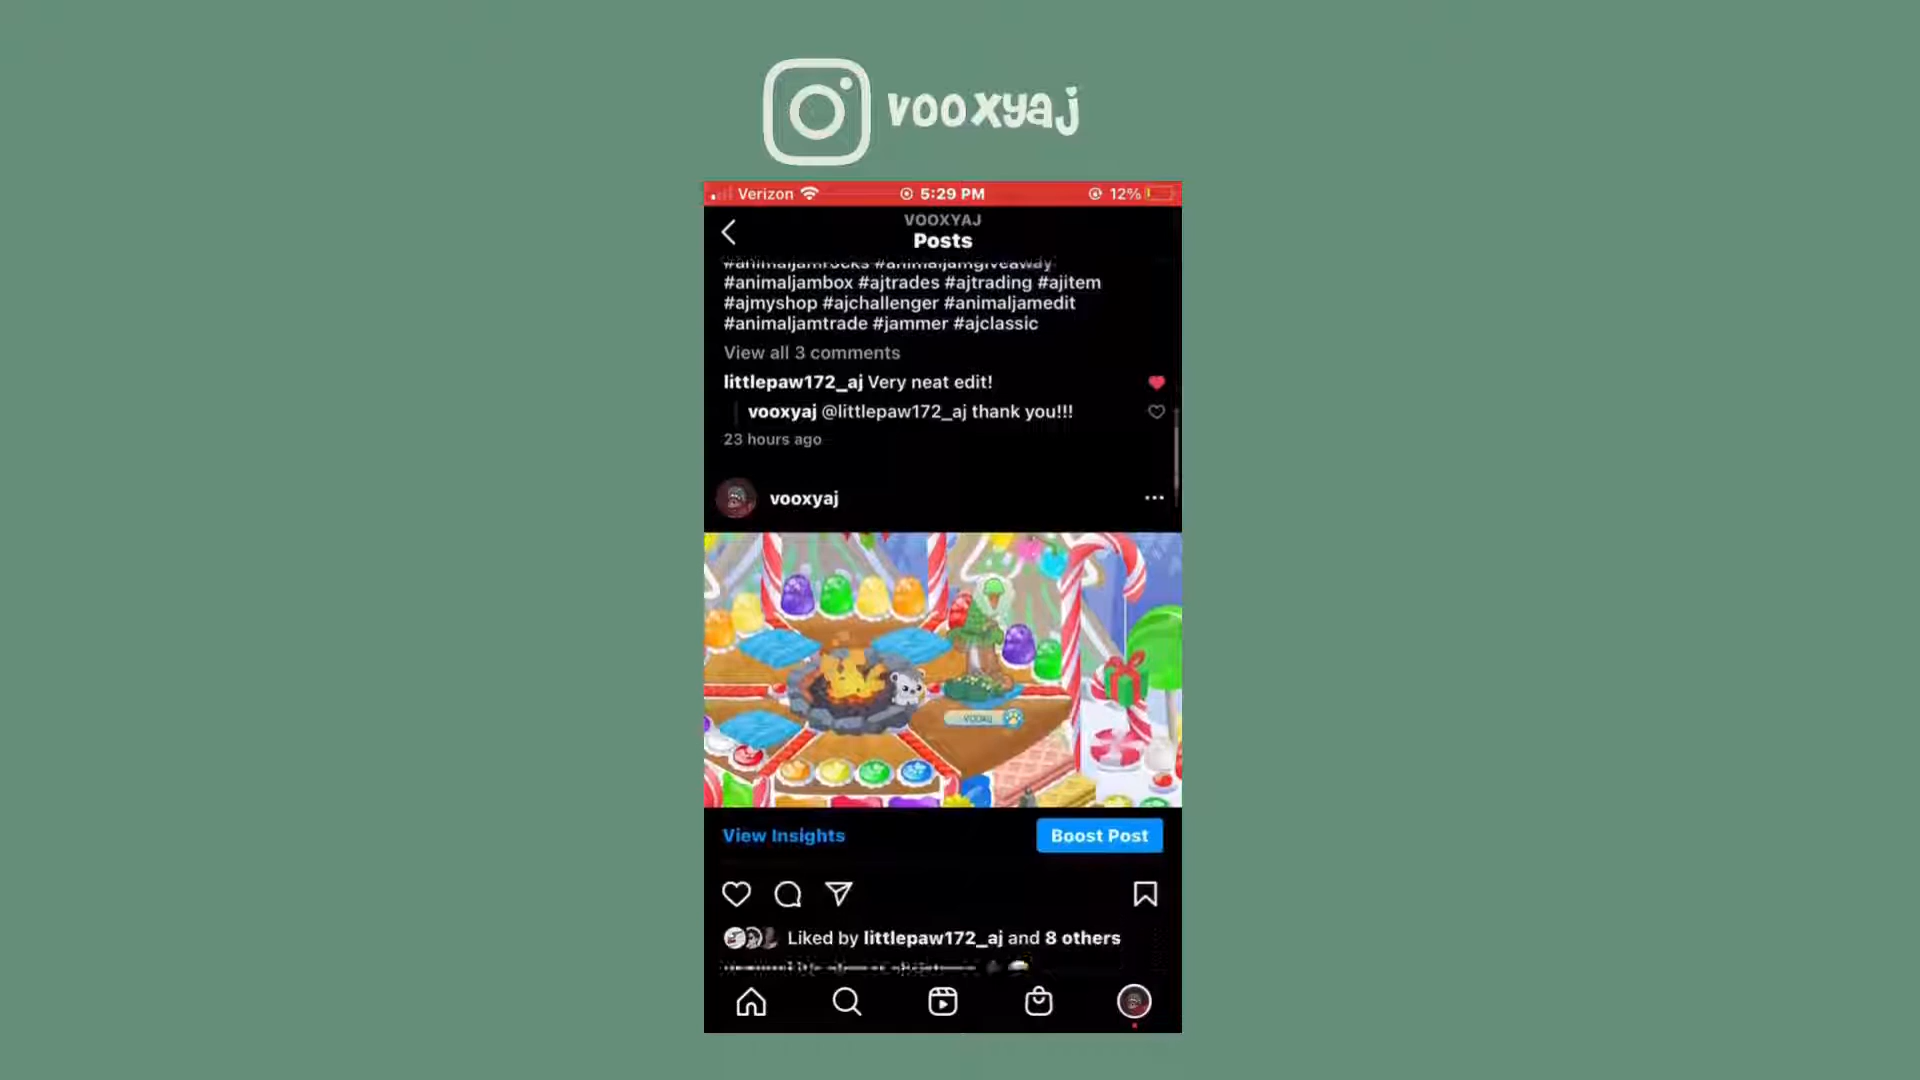 vooxyaj
Verizon 5:29 PM 12%
VOOXYAJ
Posts
#animaljamrocks #animaljamgiveaway
#animaljambox #ajtrades #ajtrading #ajitem
#ajmyshop #ajchallenger #animaljamedit
#animaljamtrade #jammer #ajclassic
View all 3 comments
littlepaw172_aj Very neat edit!
vooxyaj @littlepaw172_aj thank you!!!
23 hours ago
vooxyaj
View Insights
Boost Post
Liked by littlepaw172_aj and 8 others